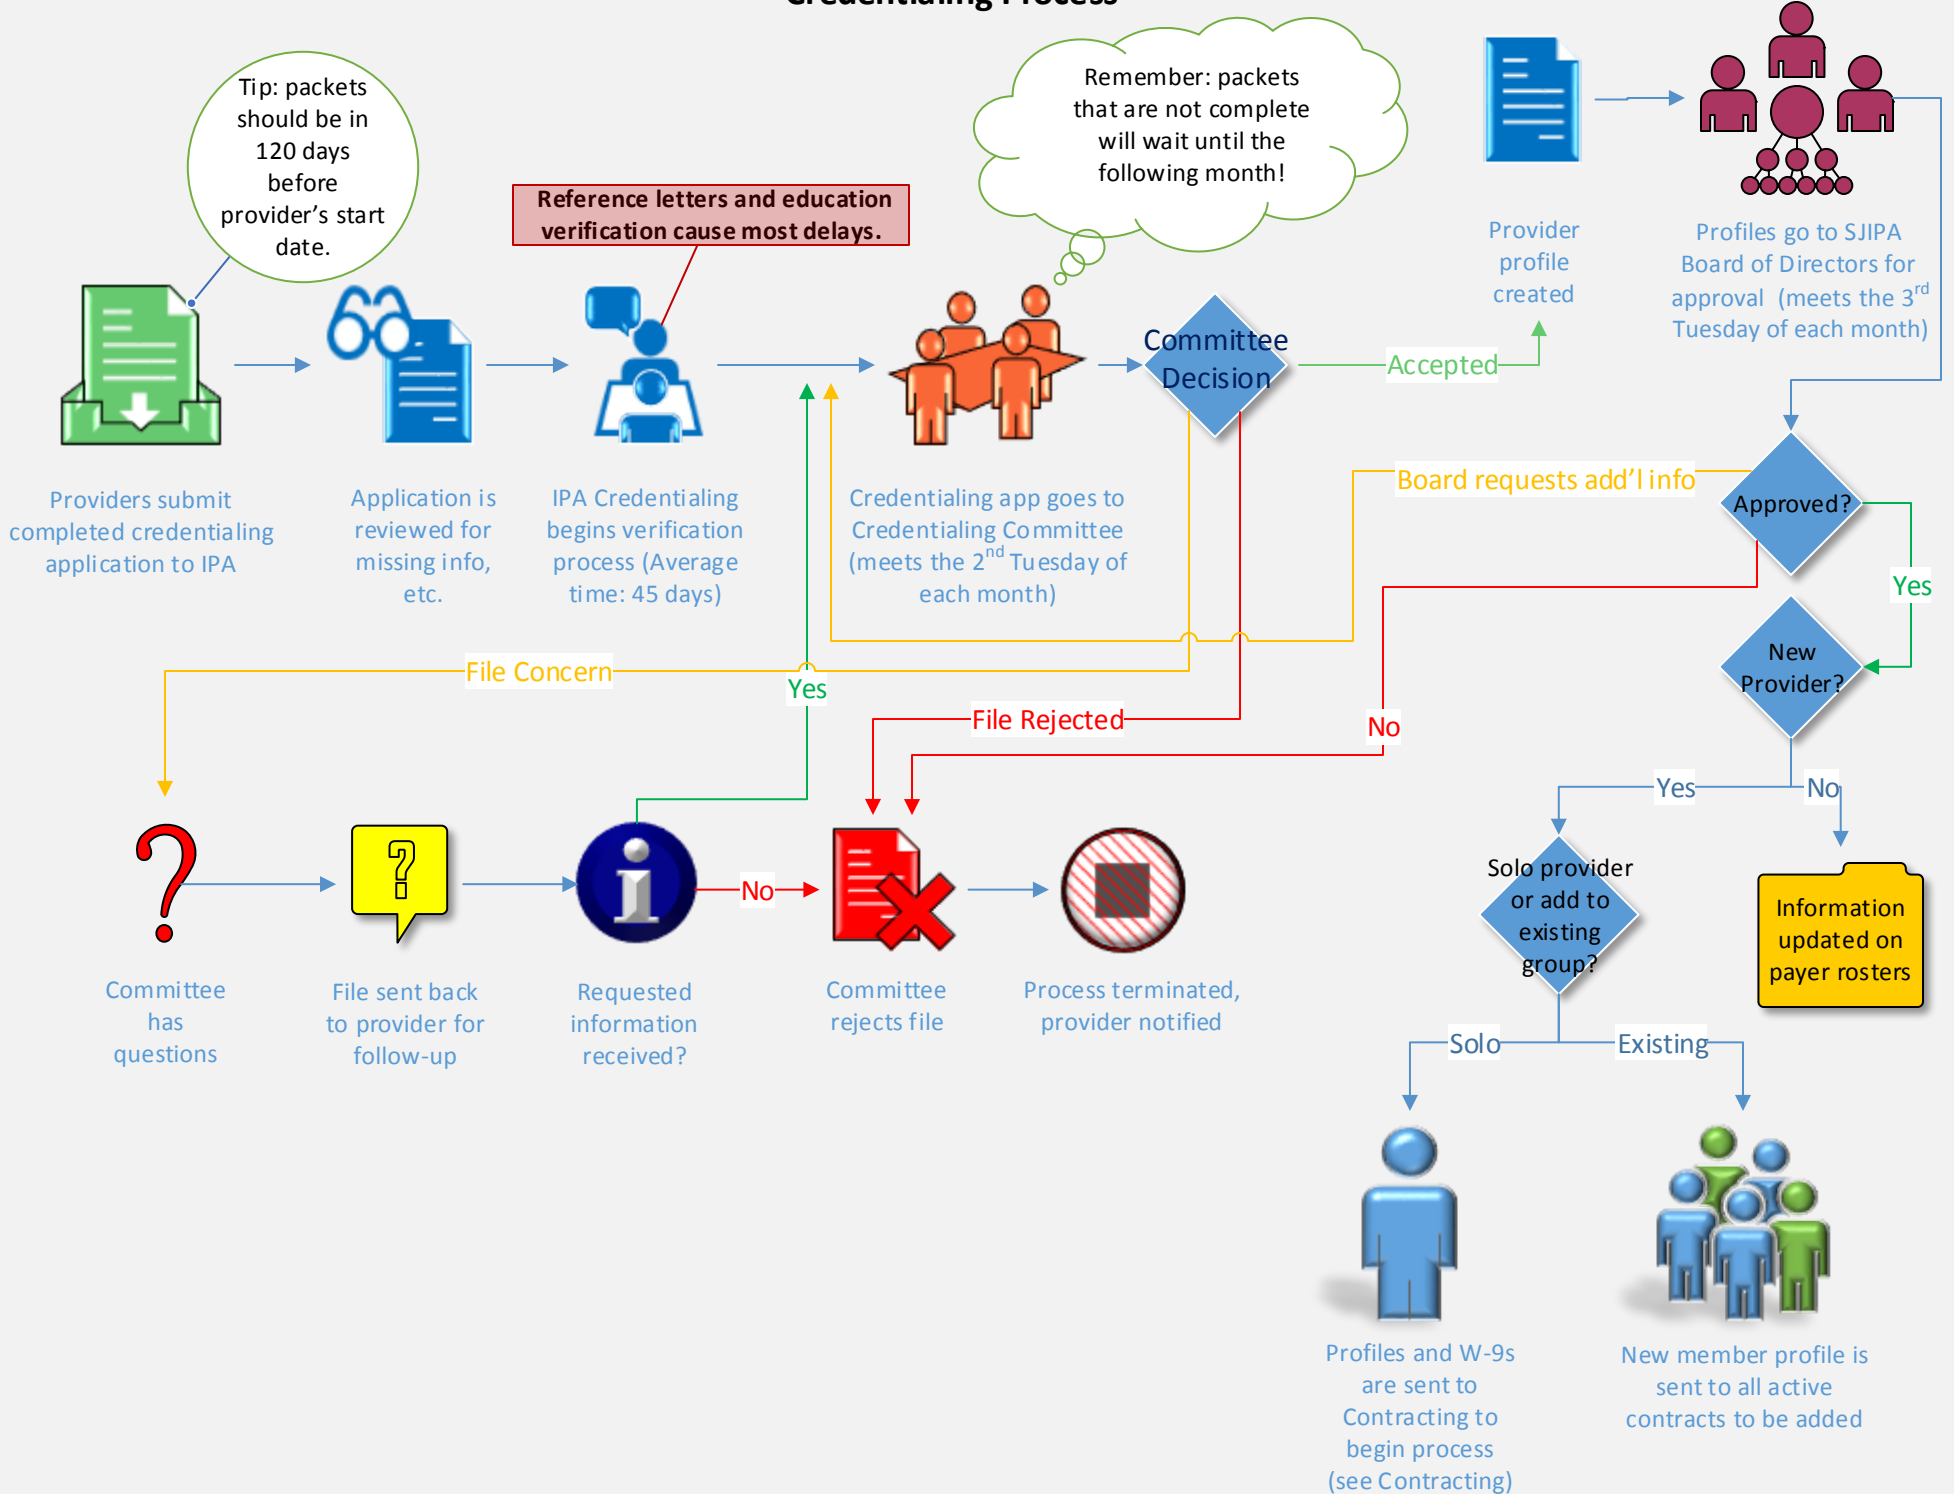 Credentialing Process
Tip: packets
should be in
120 days
before
provider's start
date.
Reference letters and education
verification cause most delays.
Remember: packets
that are not complete
will wait until the
following month!
Provider
profile
created
Profiles go to SJIPA
Board of Directors for
approval (meets the 3rd
Tuesday of each month)
Committee
Decision
Accepted
Providers submit
completed credentialing
application to IPA
Application is
reviewed for
missing info,
etc.
IPA Credentialing
begins verification
process (Average
time: 45 days)
Credentialing app goes to
Credentialing Committee
(meets the 2nd Tuesday of
each month)
Board requests add'l info
Approved?
Yes
New
Provider?
File Concern
Yes
File Rejected
No
Yes
No
No
Solo provider
or add to
existing
group?
Information
updated on
payer rosters
Committee
has
questions
File sent back
to provider for
follow-up
Requested
information
received?
Committee
rejects file
Process terminated,
provider notified
Solo
Existing
Profiles and W-9s
are sent to
Contracting to
begin process
(see Contracting)
New member profile is
sent to all active
contracts to be added